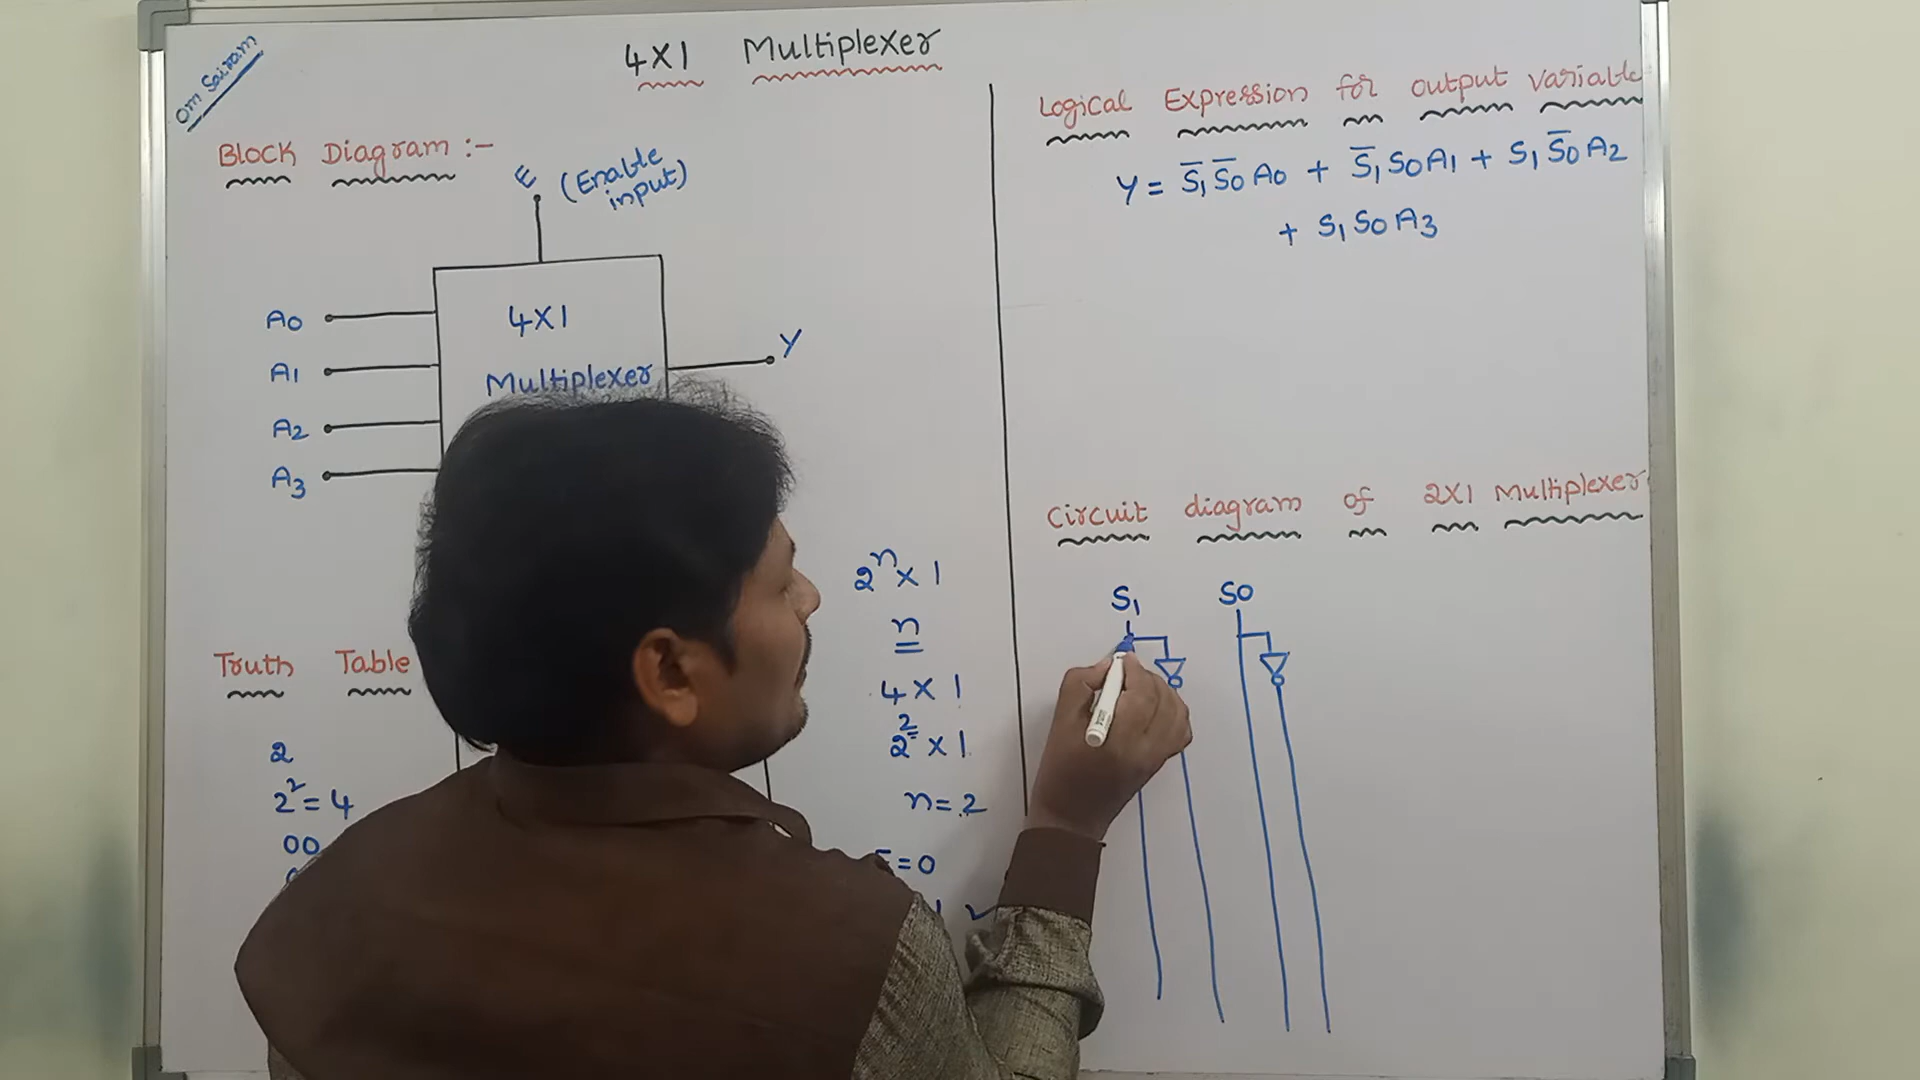 Om Sairam
4X1 Multiplexer
Block Diagram :-
E (Enable
input)
A0
A1
A2
A3
4X1
Multiplexer
Y
Truth Table
2
2² = 4
00
2ⁿ x 1
n
4 x 1
2² x 1
n = 2
= 0
Logical Expression for output variable
Y = S̅₁ S̅0 A0 + S̅₁ S0 A1 + S₁ S̅0 A2
+ S₁ S0 A3
Circuit diagram of 2X1 Multiplexer
S₁ S0